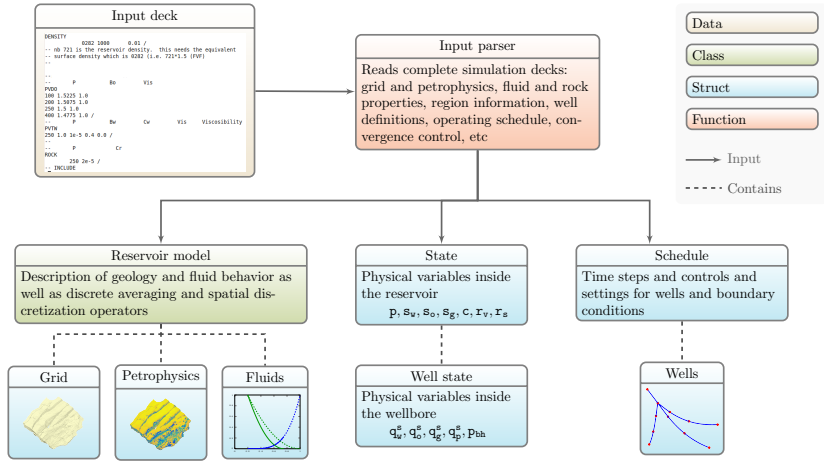 Input deck
DENSITY
0282 1000 0.01 /
-- nb 721 is the reservoir density. this needs the equivalent
-- surface density which is 0282 (i.e. 721*1.5 (FVF)
--
--
-- P Bo Vis
PVDO
100 1.5225 1.0
200 1.5075 1.0
250 1.5 1.0
400 1.4775 1.0 /
-- P Bw Cw Vis Viscosibility
PVTW
250 1.0 1e-5 0.4 0.0 /
--
-- P Cr
ROCK
250 2e-5 /
-- INCLUDE
Input parser
Reads complete simulation decks:
grid and petrophysics, fluid and rock
properties, region information, well
definitions, operating schedule, con-
vergence control, etc
Data
Class
Struct
Function
Input
Contains
Reservoir model
Description of geology and fluid behavior as
well as discrete averaging and spatial dis-
cretization operators
State
Physical variables inside
the reservoir
p, s_w, s_o, s_g, c, r_v, r_s
Schedule
Time steps and controls and
settings for wells and boundary
conditions
Grid
Petrophysics
Fluids
Well state
Physical variables inside
the wellbore
q_w^s, q_o^s, q_g^s, q_p^s, p_bh
Wells